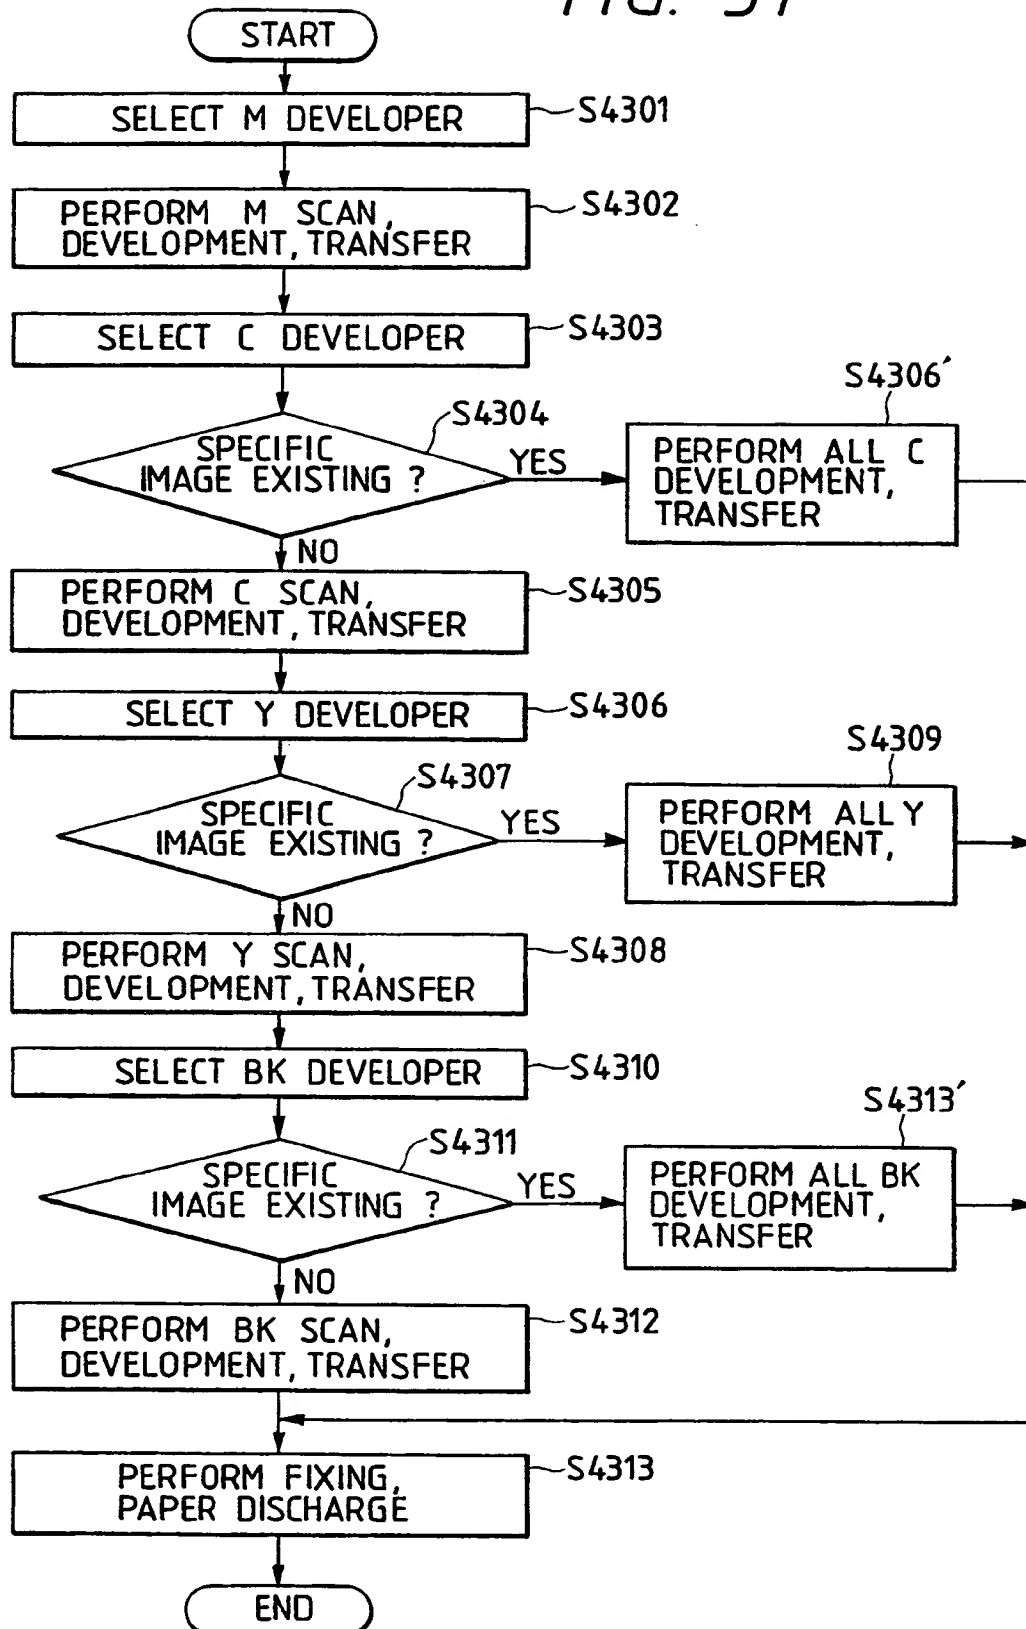 FIG. 51
START
SELECT M DEVELOPER
S4301
PERFORM M SCAN,
DEVELOPMENT, TRANSFER
S4302
SELECT C DEVELOPER
S4303
SPECIFIC
IMAGE EXISTING ?
S4304
YES
S4306'
PERFORM ALL C
DEVELOPMENT,
TRANSFER
NO
PERFORM C SCAN,
DEVELOPMENT, TRANSFER
S4305
SELECT Y DEVELOPER
S4306
SPECIFIC
IMAGE EXISTING ?
S4307
YES
S4309
PERFORM ALL Y
DEVELOPMENT,
TRANSFER
NO
PERFORM Y SCAN,
DEVELOPMENT, TRANSFER
S4308
SELECT BK DEVELOPER
S4310
SPECIFIC
IMAGE EXISTING ?
S4311
YES
S4313'
PERFORM ALL BK
DEVELOPMENT,
TRANSFER
NO
PERFORM BK SCAN,
DEVELOPMENT, TRANSFER
S4312
PERFORM FIXING,
PAPER DISCHARGE
S4313
END